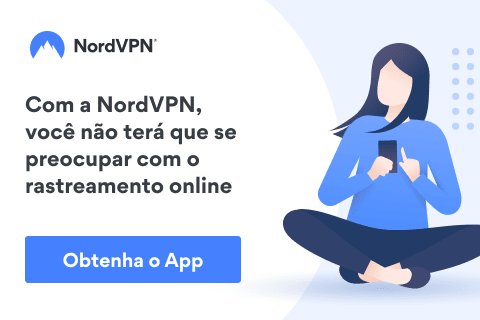 NordVPN®
Com a NordVPN,
você não terá que se
preocupar com o
rastreamento online
Obtenha o App